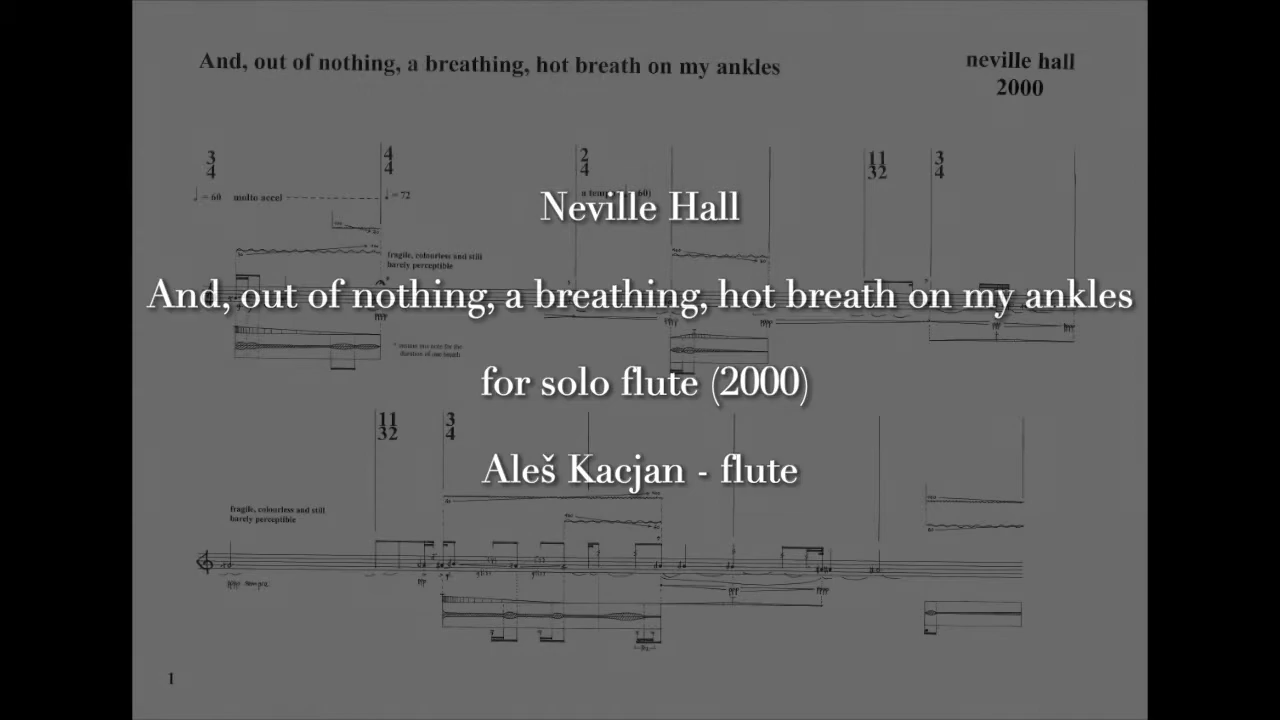 And, out of nothing, a breathing, hot breath on my ankles
neville hall
2000
3
4
4
4
2
4
11
32
3
4
♩ = 60 molto accel
♩ = 72
Neville Hall
fragile, colourless and still
barely perceptible
And, out of nothing, a breathing, hot breath on my ankles
for solo flute (2000)
11
32
3
4
Aleš Kacjan - flute
fragile, colourless and still
barely perceptible
1